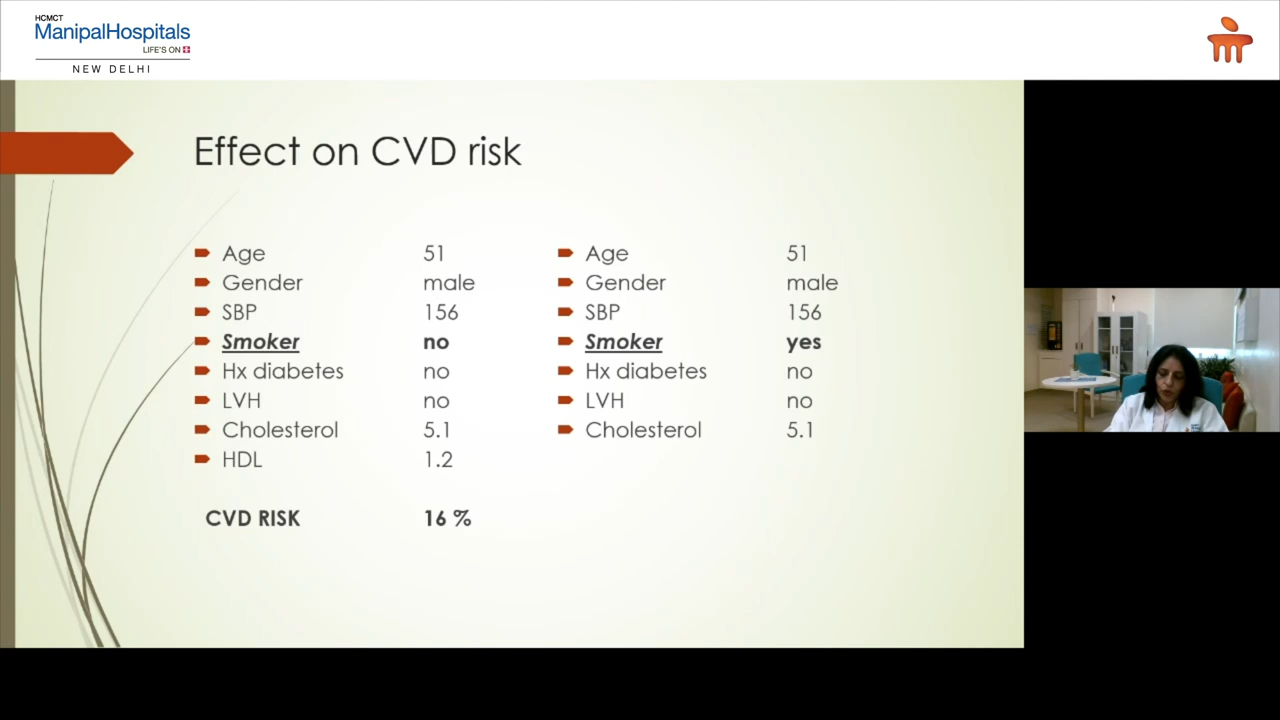 HCMCT
ManipalHospitals
LIFE'S ON
NEW DELHI
Effect on CVD risk
Age 51
Gender male
SBP 156
Smoker no
Hx diabetes no
LVH no
Cholesterol 5.1
HDL 1.2
CVD RISK 16 %
Age 51
Gender male
SBP 156
Smoker yes
Hx diabetes no
LVH no
Cholesterol 5.1